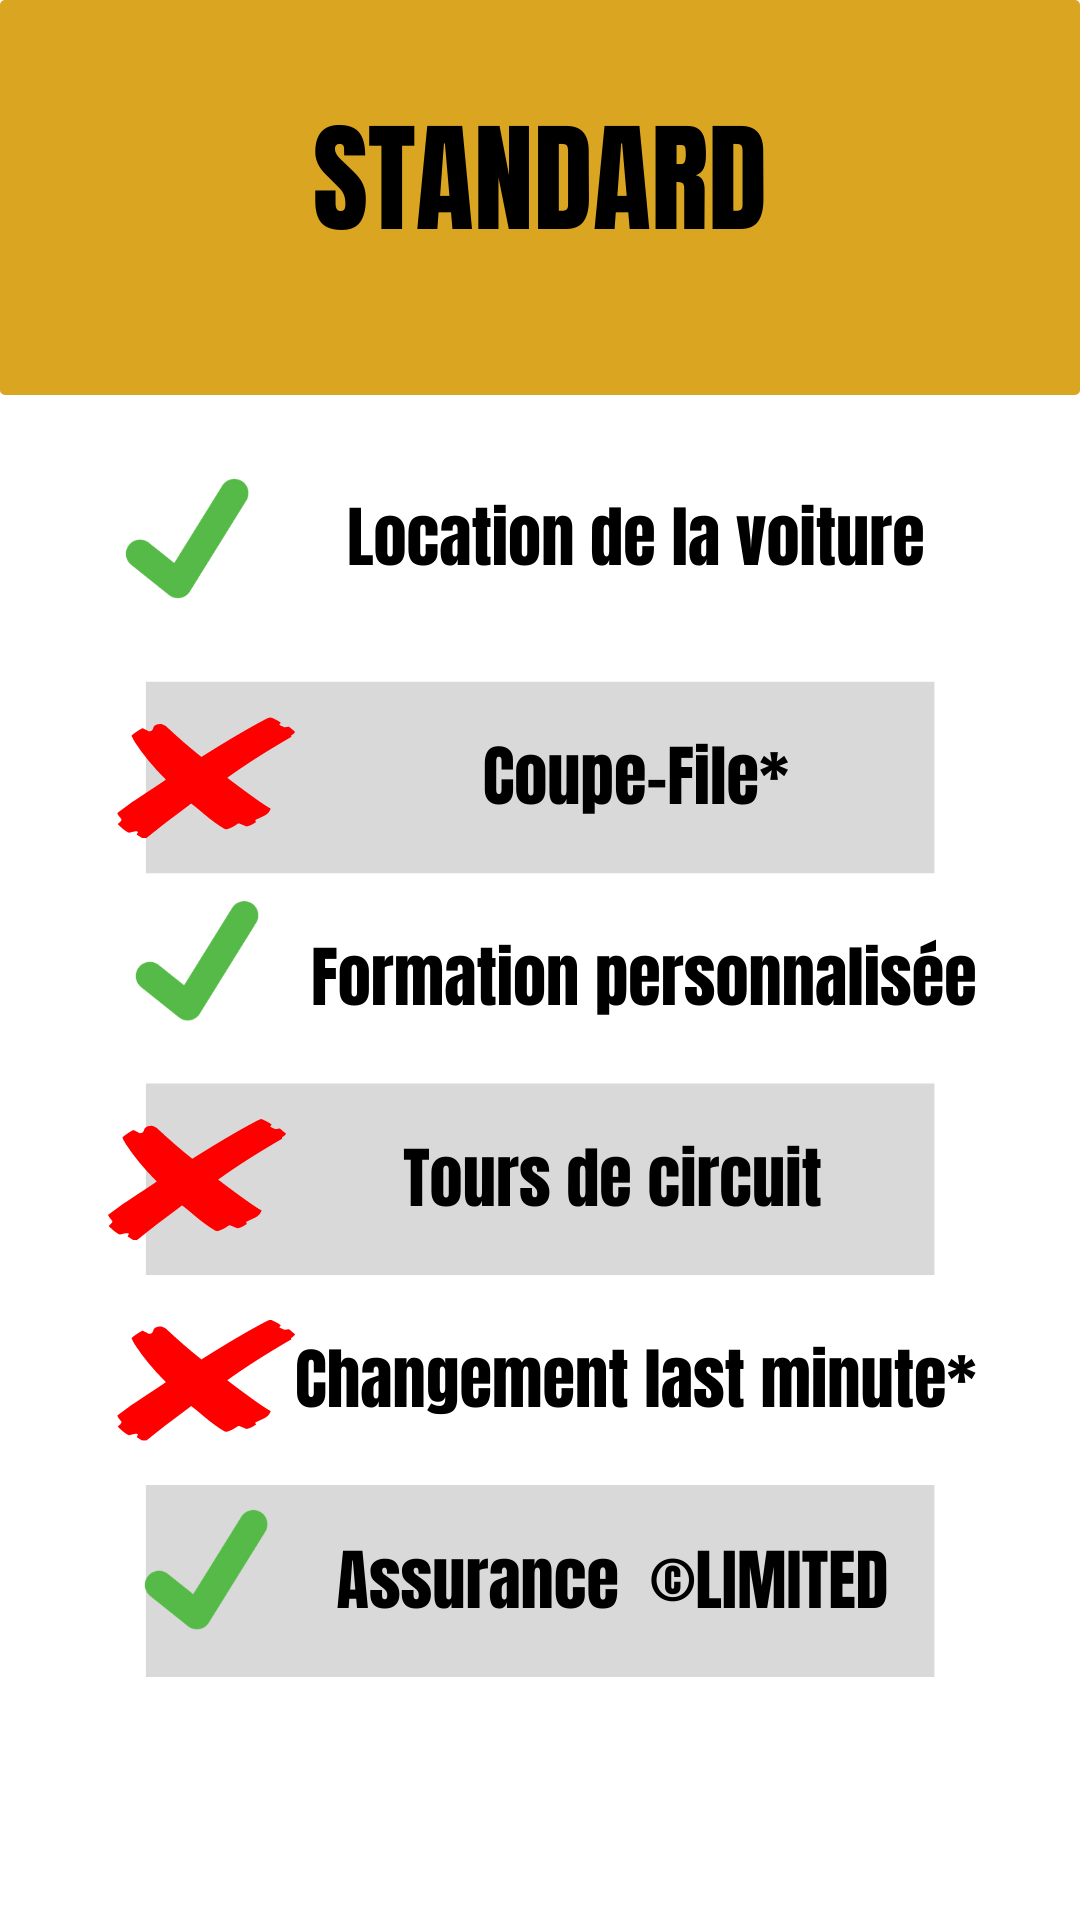 STANDARD
Location de la voiture
Coupe-File*
Formation personnalisée
Tours de circuit
Changement last minute*
Assurance ©LIMITED